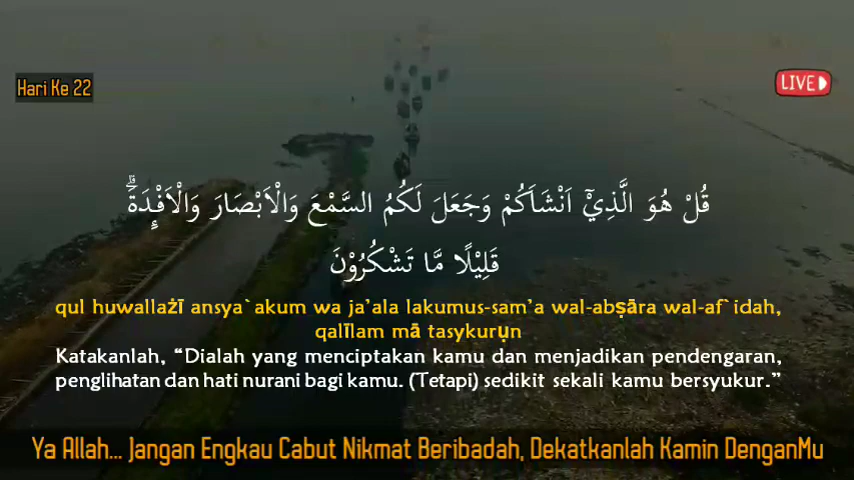 Hari Ke 22
LIVE
قُلْ هُوَ الَّذِيْٓ اَنْشَاَكُمْ وَجَعَلَ لَكُمُ السَّمْعَ وَالْاَبْصَارَ وَالْاَفْـِٕدَةَۗ
قَلِيْلًا مَّا تَشْكُرُوْنَ
qul huwallażī ansya`akum wa ja’ala lakumus-sam’a wal-abṣāra wal-af`idah,
qalīlam mā tasykurụn
Katakanlah, “Dialah yang menciptakan kamu dan menjadikan pendengaran,
penglihatan dan hati nurani bagi kamu. (Tetapi) sedikit sekali kamu bersyukur.”
Ya Allah... Jangan Engkau Cabut Nikmat Beribadah, Dekatkanlah Kamin DenganMu